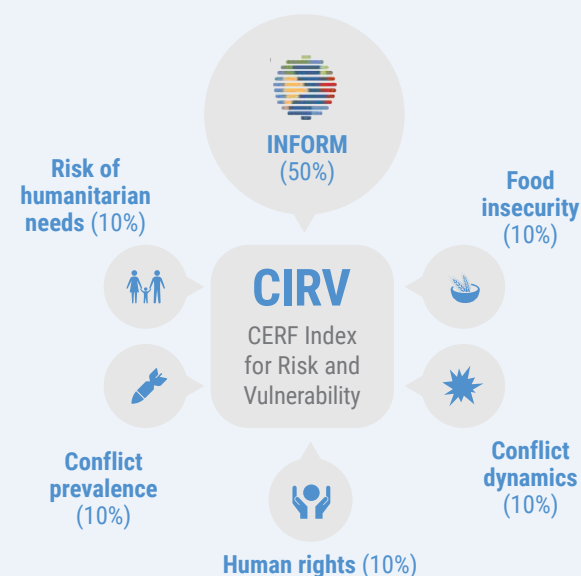 INFORM
(50%)
Risk of
humanitarian
needs (10%)
Food
insecurity
(10%)
CIRV
CERF Index
for Risk and
Vulnerability
Conflict
prevalence
(10%)
Conflict
dynamics
(10%)
Human rights (10%)